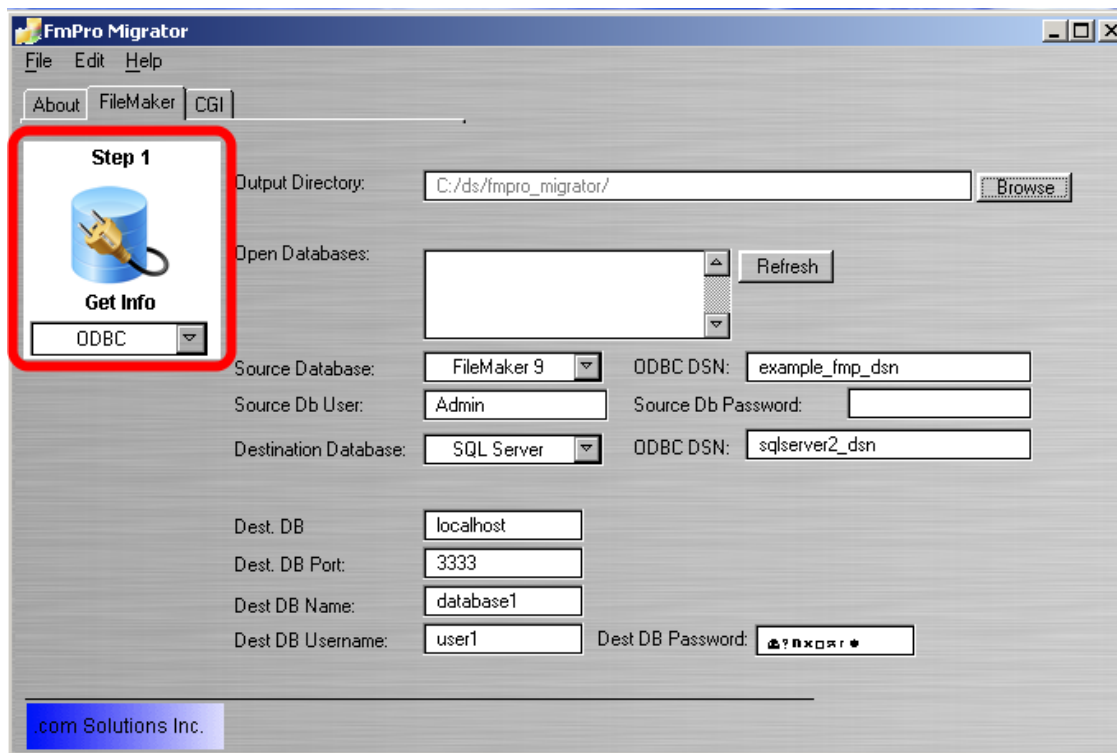 FmPro Migrator
File Edit Help
About FileMaker CGI
Step 1
Get Info
ODBC
Output Directory: C:/ds/fmpro_migrator/ Browse
Open Databases: Refresh
Source Database: FileMaker 9 ODBC DSN: example_fmp_dsn
Source Db User: Admin Source Db Password:
Destination Database: SQL Server ODBC DSN: sqlserver2_dsn
Dest. DB localhost
Dest. DB Port: 3333
Dest DB Name: database1
Dest DB Username: user1 Dest DB Password:
.com Solutions Inc.